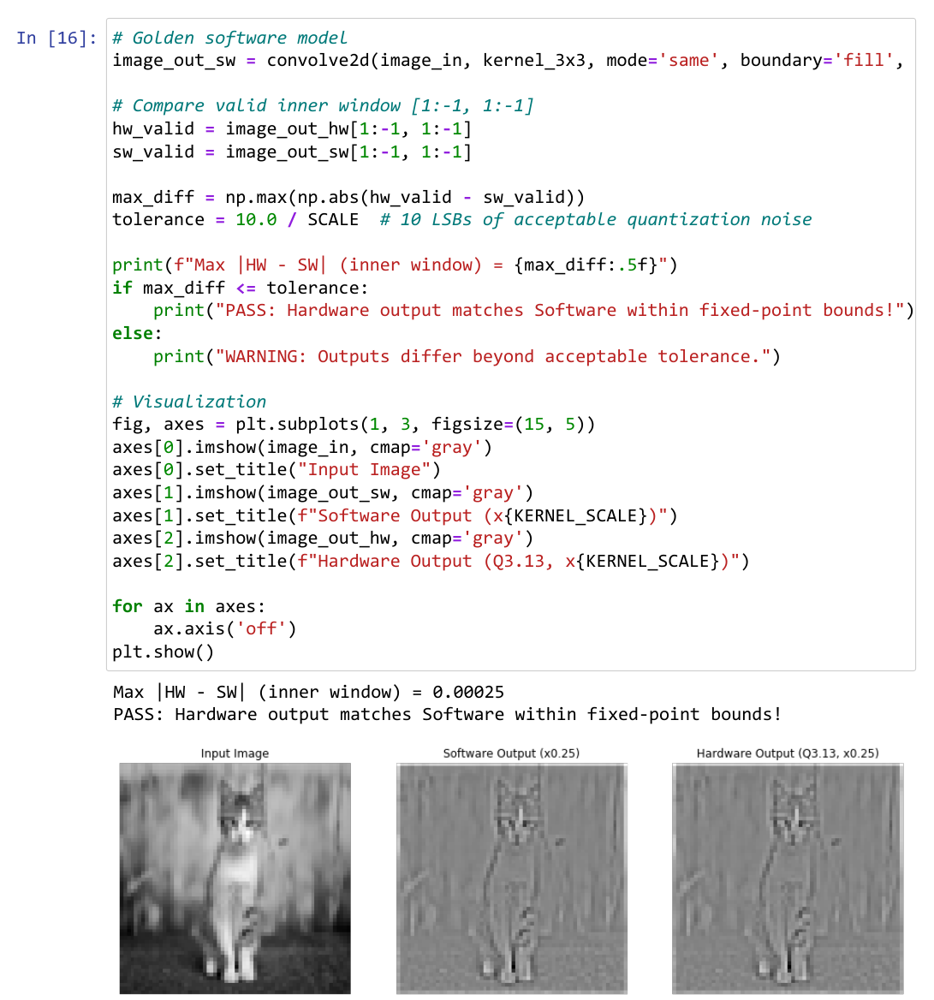 In [16]:
# Golden software model
image_out_sw = convolve2d(image_in, kernel_3x3, mode='same', boundary='fill',
# Compare valid inner window [1:-1, 1:-1]
hw_valid = image_out_hw[1:-1, 1:-1]
sw_valid = image_out_sw[1:-1, 1:-1]
max_diff = np.max(np.abs(hw_valid - sw_valid))
tolerance = 10.0 / SCALE  # 10 LSBs of acceptable quantization noise
print(f"Max |HW - SW| (inner window) = {max_diff:.5f}")
if max_diff <= tolerance:
    print("PASS: Hardware output matches Software within fixed-point bounds!")
else:
    print("WARNING: Outputs differ beyond acceptable tolerance.")
# Visualization
fig, axes = plt.subplots(1, 3, figsize=(15, 5))
axes[0].imshow(image_in, cmap='gray')
axes[0].set_title("Input Image")
axes[1].imshow(image_out_sw, cmap='gray')
axes[1].set_title(f"Software Output (x{KERNEL_SCALE})")
axes[2].imshow(image_out_hw, cmap='gray')
axes[2].set_title(f"Hardware Output (Q3.13, x{KERNEL_SCALE})")
for ax in axes:
    ax.axis('off')
plt.show()
Max |HW - SW| (inner window) = 0.00025
PASS: Hardware output matches Software within fixed-point bounds!
Input Image
Software Output (x0.25)
Hardware Output (Q3.13, x0.25)